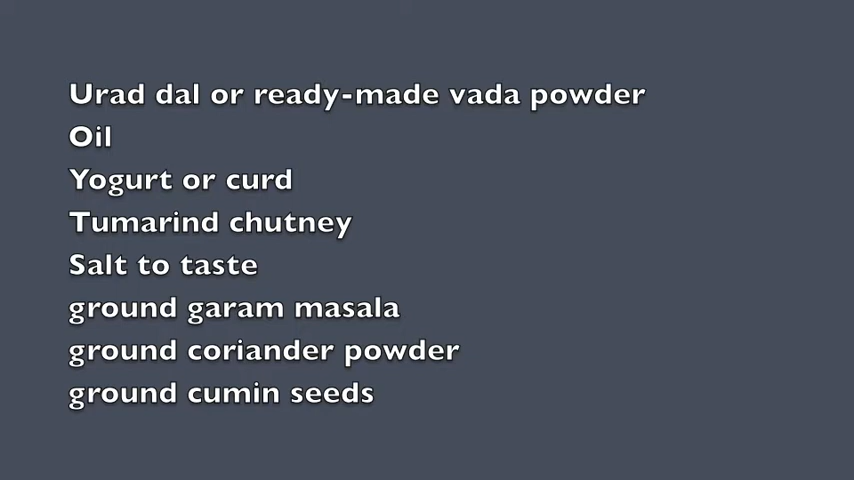 Urad dal or ready-made vada powder
Oil
Yogurt or curd
Tumarind chutney
Salt to taste
ground garam masala
ground coriander powder
ground cumin seeds